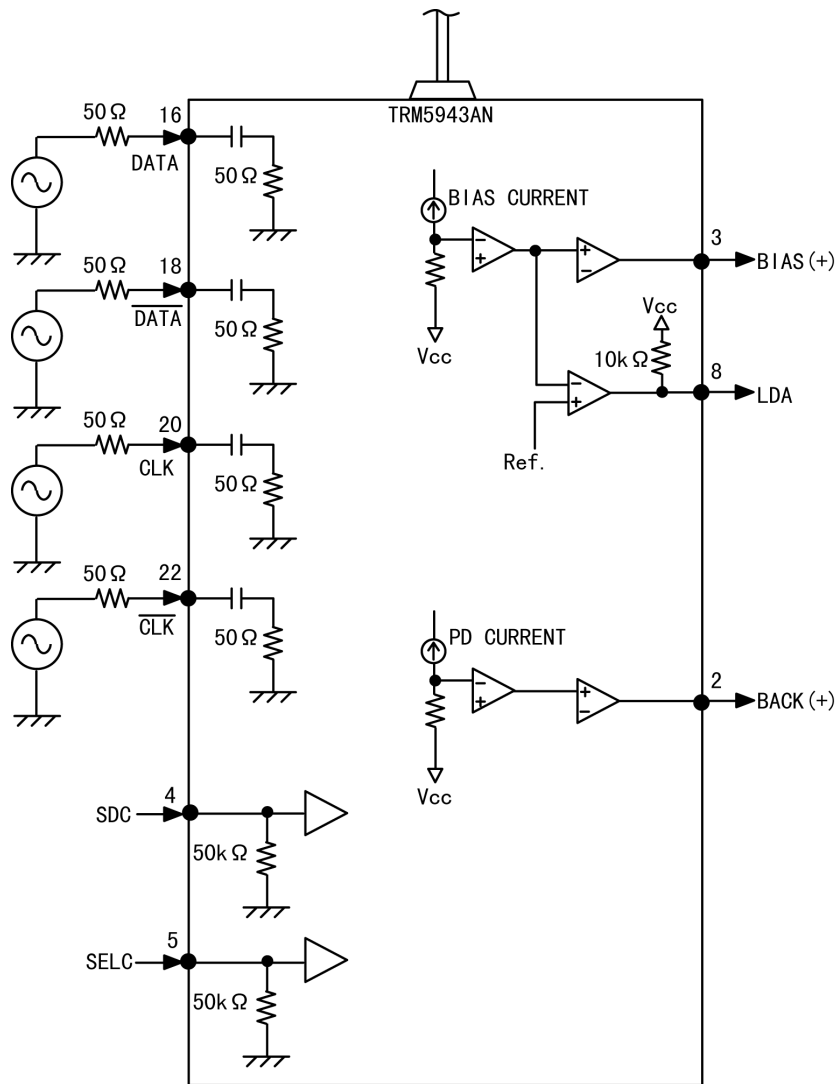 TRM5943AN
50Ω
16
DATA
50Ω
50Ω
18
DATA
50Ω
50Ω
20
CLK
50Ω
50Ω
22
CLK
50Ω
SDC
4
50kΩ
SELC
5
50kΩ
BIAS CURRENT
- +
+ -
Vcc
3
BIAS(+)
Vcc
10kΩ
- +
8
LDA
Ref.
PD CURRENT
- +
+ -
Vcc
2
BACK(+)